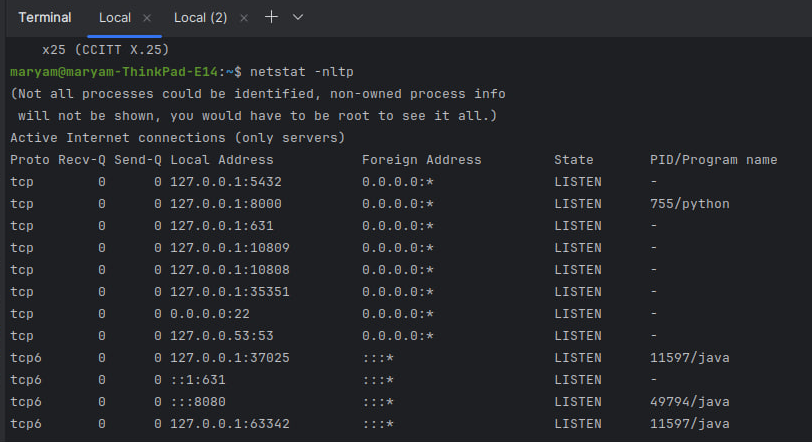 Terminal Local × Local (2) × +
x25 (CCITT X.25)
maryam@maryam-ThinkPad-E14:~$ netstat -nltp
(Not all processes could be identified, non-owned process info
will not be shown, you would have to be root to see it all.)
Active Internet connections (only servers)
Proto Recv-Q Send-Q Local Address Foreign Address State PID/Program name
tcp 0 0 127.0.0.1:5432 0.0.0.0:* LISTEN -
tcp 0 0 127.0.0.1:8000 0.0.0.0:* LISTEN 755/python
tcp 0 0 127.0.0.1:631 0.0.0.0:* LISTEN -
tcp 0 0 127.0.0.1:10809 0.0.0.0:* LISTEN -
tcp 0 0 127.0.0.1:10808 0.0.0.0:* LISTEN -
tcp 0 0 127.0.0.1:35351 0.0.0.0:* LISTEN -
tcp 0 0 0.0.0.0:22 0.0.0.0:* LISTEN -
tcp 0 0 127.0.0.53:53 0.0.0.0:* LISTEN -
tcp6 0 0 127.0.0.1:37025 :::* LISTEN 11597/java
tcp6 0 0 ::1:631 :::* LISTEN -
tcp6 0 0 :::8080 :::* LISTEN 49794/java
tcp6 0 0 127.0.0.1:63342 :::* LISTEN 11597/java